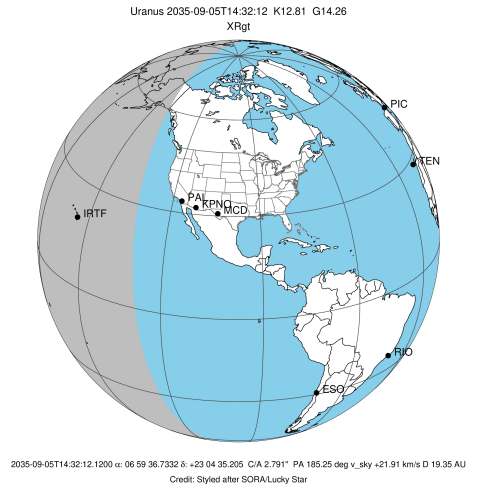 Uranus 2035-09-05T14:32:12 K12.81 G14.26
XRgt
PIC
TEN
PAL
KPNO
MCD
IRTF
RIO
ESO
2035-09-05T14:32:12.1200 α: 06 59 36.7332 δ: +23 04 35.205 C/A 2.791" PA 185.25 deg v_sky +21.91 km/s D 19.35 AU
Credit: Styled after SORA/Lucky Star